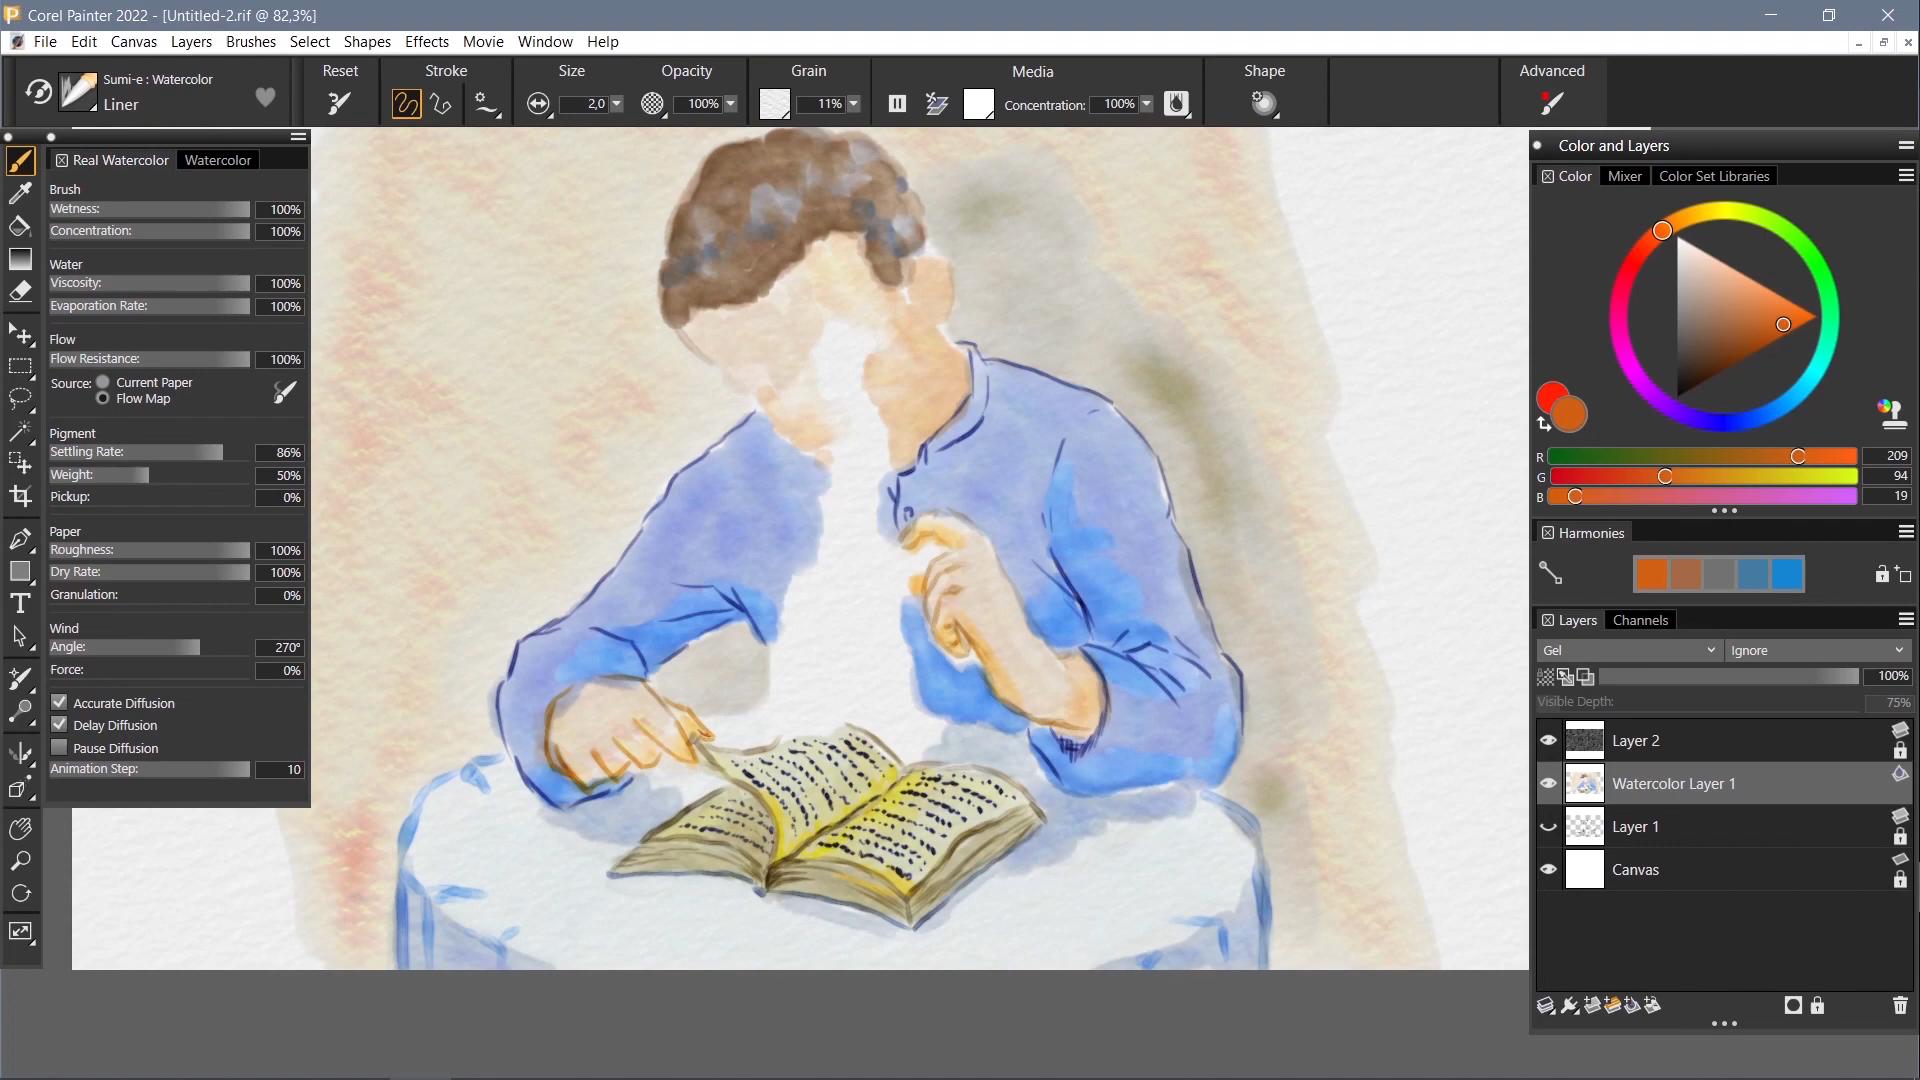 Corel Painter 2022 - [Untitled-2.rif @ 82,3%]
File Edit Canvas Layers Brushes Select Shapes Effects Movie Window Help
Sumi-e : Watercolor
Liner
Reset
Stroke
Size
2,0
Opacity
100%
Grain
11%
Media
Concentration: 100%
Shape
Advanced
Real Watercolor Watercolor
Brush
Wetness: 100%
Concentration: 100%
Water
Viscosity: 100%
Evaporation Rate: 100%
Flow
Flow Resistance: 100%
Source: Current Paper
Flow Map
Pigment
Settling Rate: 86%
Weight: 50%
Pickup: 0%
Paper
Roughness: 100%
Dry Rate: 100%
Granulation: 0%
Wind
Angle: 270°
Force: 0%
Accurate Diffusion
Delay Diffusion
Pause Diffusion
Animation Step: 10
Color and Layers
Color Mixer Color Set Libraries
R 209
G 94
B 19
Harmonies
Layers Channels
Gel Ignore
100%
Visible Depth: 75%
Layer 2
Watercolor Layer 1
Layer 1
Canvas